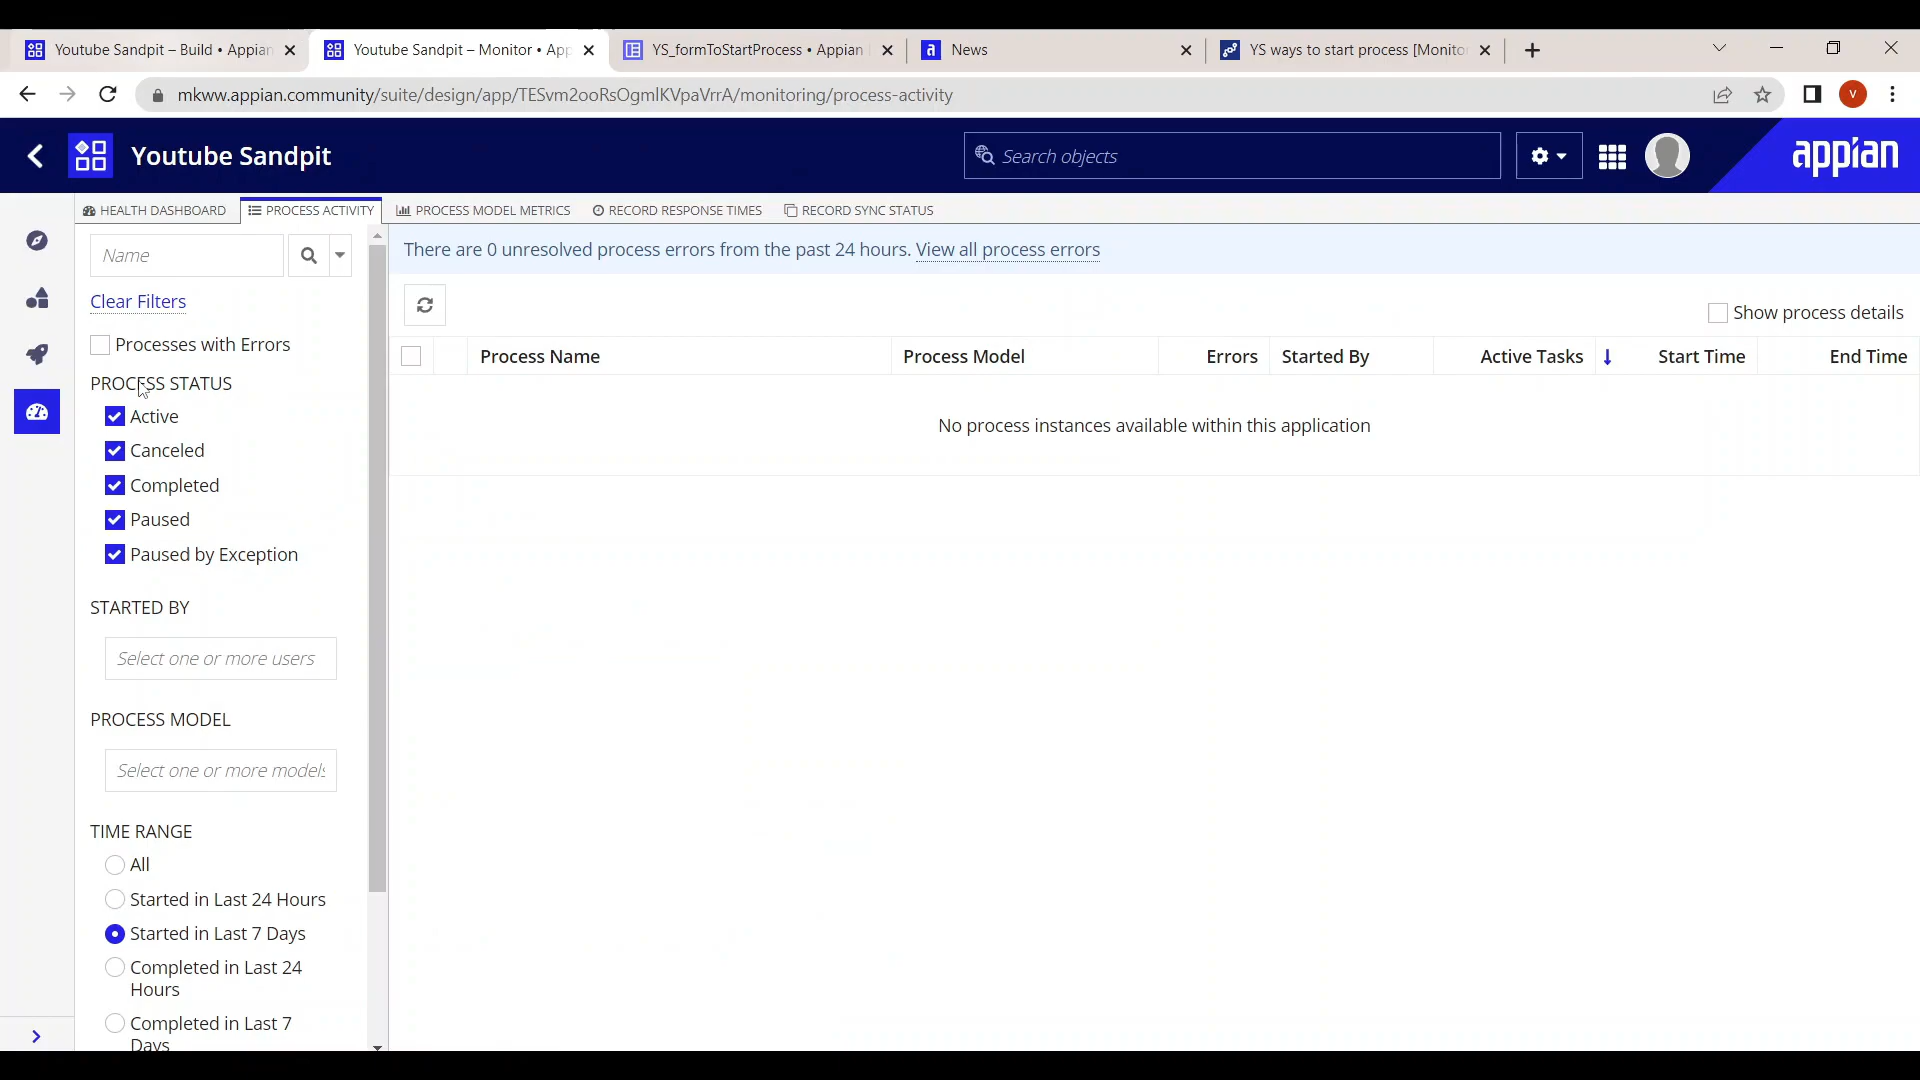 Youtube Sandpit – Build • Appian
Youtube Sandpit – Monitor • App
YS_formToStartProcess • Appian
News
YS ways to start process [Monitor
mkww.appian.community/suite/design/app/TESvm2ooRsOgmlKVpaVrrA/monitoring/process-activity
V
Youtube Sandpit
Search objects
appian
HEALTH DASHBOARD
PROCESS ACTIVITY
PROCESS MODEL METRICS
RECORD RESPONSE TIMES
RECORD SYNC STATUS
Name
Clear Filters
Processes with Errors
PROCESS STATUS
Active
Canceled
Completed
Paused
Paused by Exception
STARTED BY
Select one or more users
PROCESS MODEL
Select one or more models
TIME RANGE
All
Started in Last 24 Hours
Started in Last 7 Days
Completed in Last 24
Hours
Completed in Last 7
Days
There are 0 unresolved process errors from the past 24 hours. View all process errors
Show process details
Process Name
Process Model
Errors
Started By
Active Tasks
Start Time
End Time
No process instances available within this application